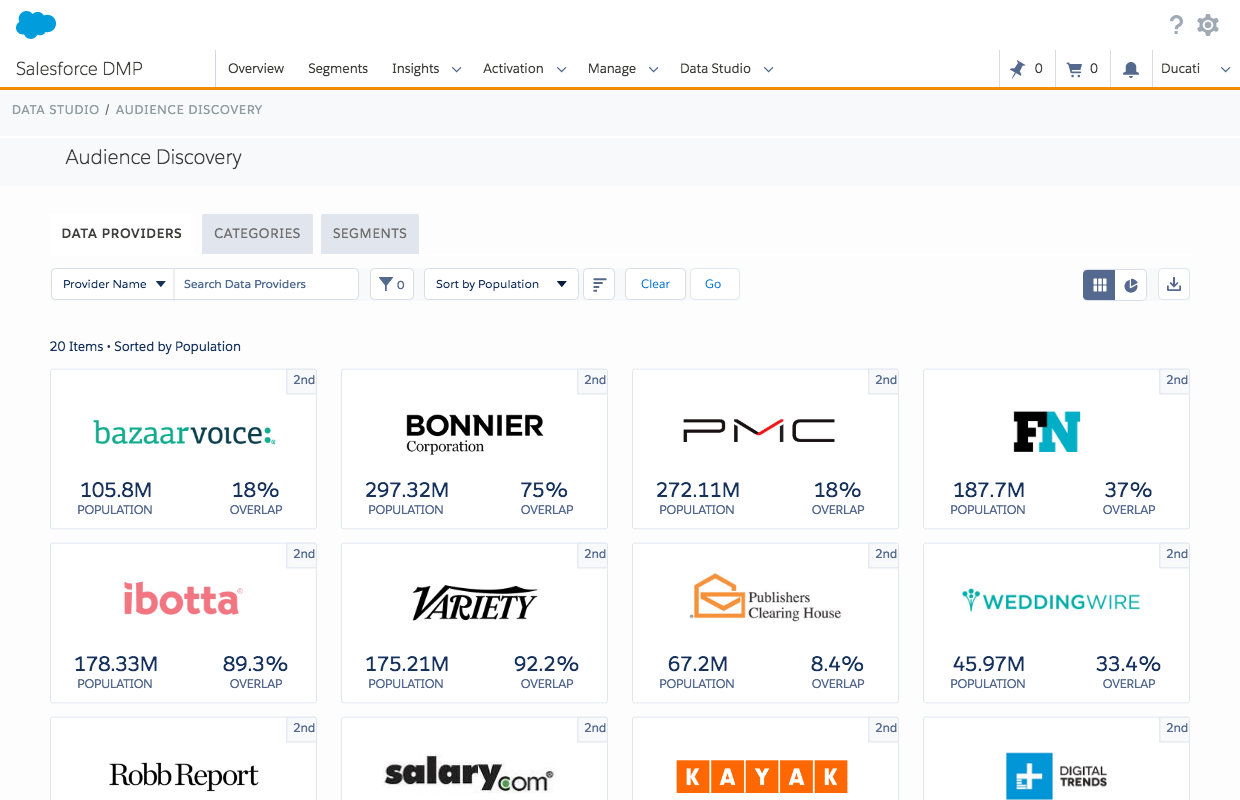 ?
Salesforce DMP
Overview Segments Insights Activation Manage Data Studio 0 0 Ducati
DATA STUDIO / AUDIENCE DISCOVERY
Audience Discovery
DATA PROVIDERS CATEGORIES SEGMENTS
Provider Name Search Data Providers 0 Sort by Population Clear Go
20 Items • Sorted by Population
2nd 2nd 2nd 2nd
bazaarvoice:
BONNIER
Corporation
PMC
FN
105.8M 18% 297.32M 75% 272.11M 18% 187.7M 37%
POPULATION OVERLAP POPULATION OVERLAP POPULATION OVERLAP POPULATION OVERLAP
2nd 2nd 2nd 2nd
ibotta®
VARIETY
Publishers
Clearing House
WEDDINGWIRE
178.33M 89.3% 175.21M 92.2% 67.2M 8.4% 45.97M 33.4%
POPULATION OVERLAP POPULATION OVERLAP POPULATION OVERLAP POPULATION OVERLAP
2nd 2nd 2nd 2nd
Robb Report
salary.com®
KAYAK
DIGITAL
TRENDS